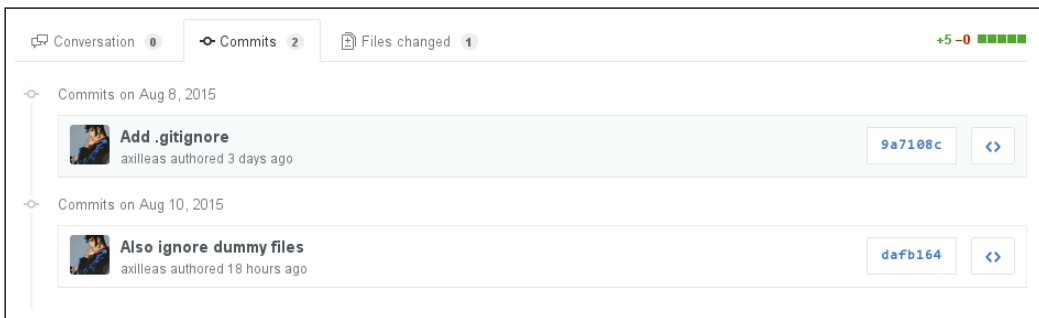 Conversation 0 Commits 2 Files changed 1 +5 −0
Commits on Aug 8, 2015
Add .gitignore
axilleas authored 3 days ago
9a7108c
<>
Commits on Aug 10, 2015
Also ignore dummy files
axilleas authored 18 hours ago
dafb164
<>